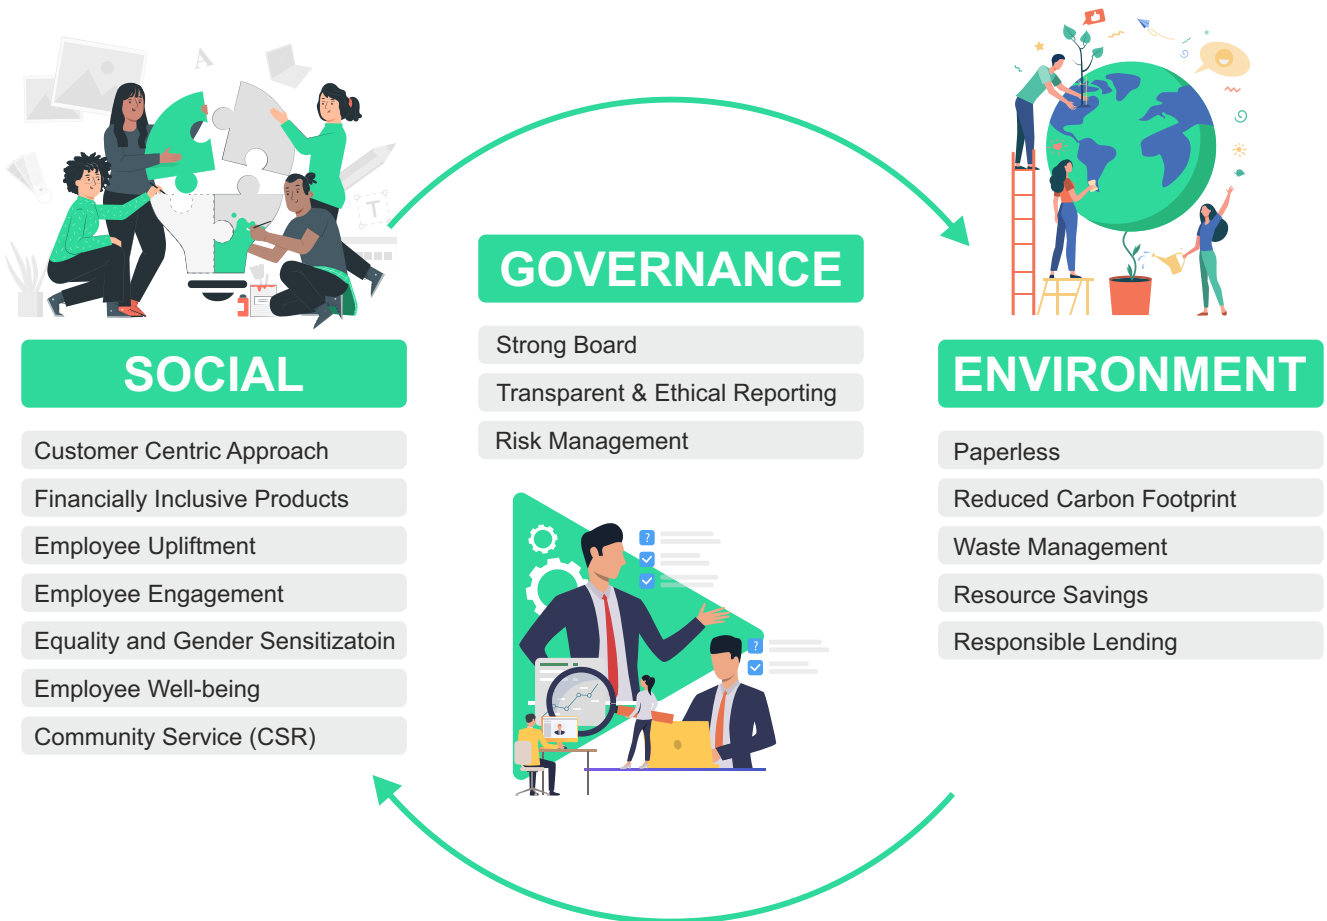 SOCIAL
Customer Centric Approach
Financially Inclusive Products
Employee Upliftment
Employee Engagement
Equality and Gender Sensitizatoin
Employee Well-being
Community Service (CSR)
GOVERNANCE
Strong Board
Transparent & Ethical Reporting
Risk Management
ENVIRONMENT
Paperless
Reduced Carbon Footprint
Waste Management
Resource Savings
Responsible Lending
A
T
?
?